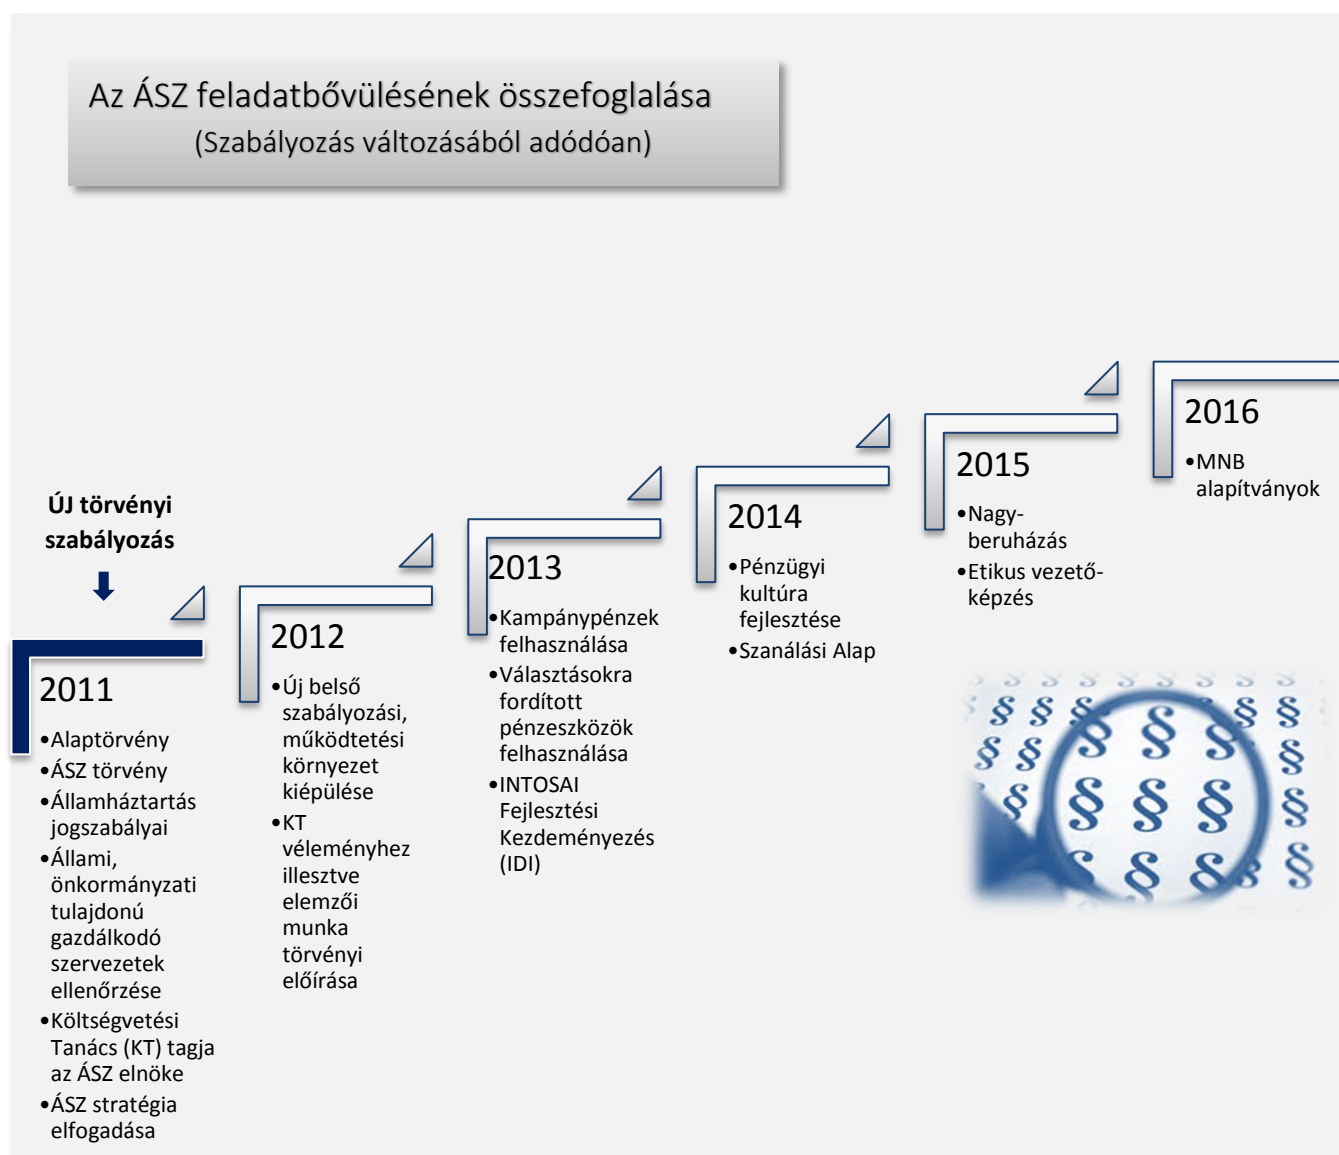 Az ÁSZ feladatbővülésének összefoglalása
(Szabályozás változásából adódóan)
ÚJ törvényi
szabályozás
2011
•Alaptörvény
•ÁSZ törvény
•Államháztartás
jogszabályai
•Állami,
önkormányzati
tulajdonú
gazdálkodó
szervezetek
ellenőrzése
•Költségvetési
Tanács (KT) tagja
az ÁSZ elnöke
•ÁSZ stratégia
elfogadása
2012
•Új belső
szabályozási,
működtetési
környezet
kiépülése
•KT
véleményhez
illesztve
elemzői
munka
törvényi
előírása
2013
•Kampánypénzek
felhasználása
•Választásokra
fordított
pénzeszközök
felhasználása
•INTOSAI
Fejlesztési
Kezdeményezés
(IDI)
2014
•Pénzügyi
kultúra
fejlesztése
•Szanálási Alap
2015
•Nagy-
beruházás
•Etikus vezető-
képzés
2016
•MNB
alapítványok